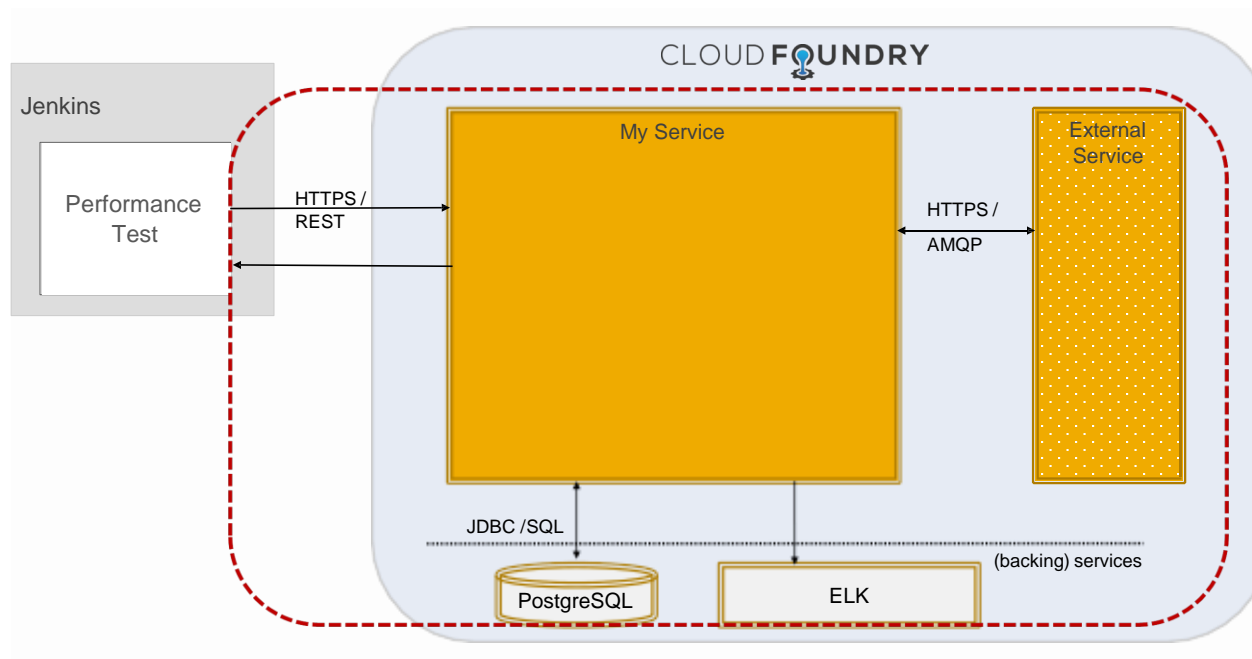 CLOUD FOUNDRY
Jenkins
Performance
Test
HTTPS /
REST
My Service
External
Service
HTTPS /
AMQP
JDBC /SQL
(backing) services
PostgreSQL
ELK